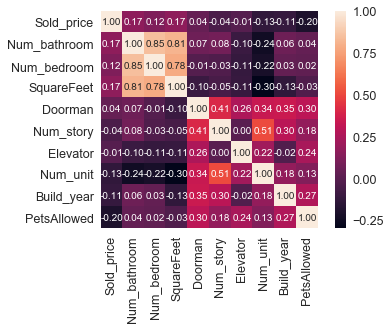 Sold_price 1.00 0.17 0.12 0.17 0.04 -0.04 -0.01 -0.13 -0.11 -0.20
Num_bathroom 0.17 1.00 0.85 0.81 0.07 0.08 -0.10 -0.24 0.06 0.04
Num_bedroom 0.12 0.85 1.00 0.78 -0.01 -0.03 -0.11 -0.22 0.03 0.02
SquareFeet 0.17 0.81 0.78 1.00 -0.10 -0.05 -0.11 -0.30 -0.13 -0.03
Doorman 0.04 0.07 -0.01 -0.10 1.00 0.41 0.26 0.34 0.35 0.30
Num_story -0.04 0.08 -0.03 -0.05 0.41 1.00 0.00 0.51 0.30 0.18
Elevator -0.01 -0.10 -0.11 -0.11 0.26 0.00 1.00 0.22 -0.02 0.24
Num_unit -0.13 -0.24 -0.22 -0.30 0.34 0.51 0.22 1.00 0.18 0.13
Build_year -0.11 0.06 0.03 -0.13 0.35 0.30 -0.02 0.18 1.00 0.27
PetsAllowed -0.20 0.04 0.02 -0.03 0.30 0.18 0.24 0.13 0.27 1.00
Sold_price
Num_bathroom
Num_bedroom
SquareFeet
Doorman
Num_story
Elevator
Num_unit
Build_year
PetsAllowed
1.00
0.75
0.50
0.25
0.00
−0.25